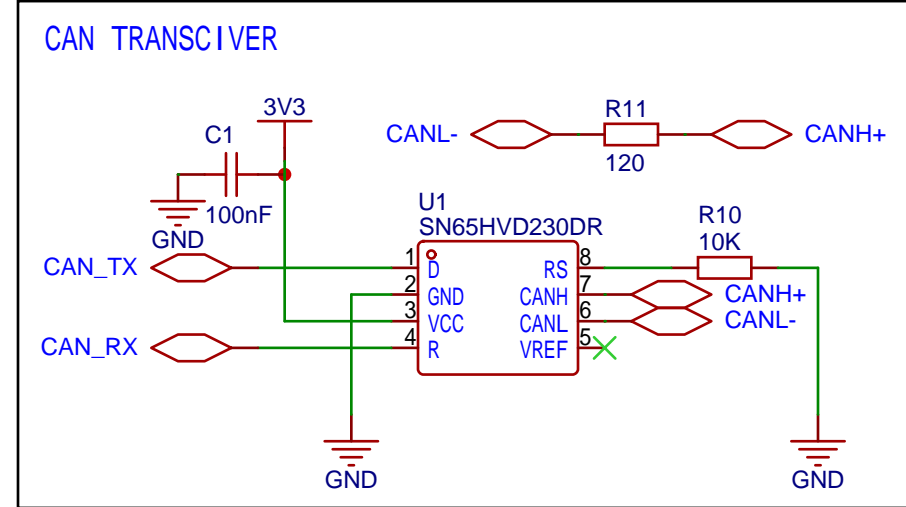 CAN TRANSCIVER
3V3
C1
100nF
GND
CANL-
R11
120
CANH+
U1
SN65HVD230DR
R10
10K
CAN_TX
CAN_RX
1
D
2
GND
3
VCC
4
R
8
RS
7
CANH
6
CANL
5
VREF
CANH+
CANL-
GND
GND